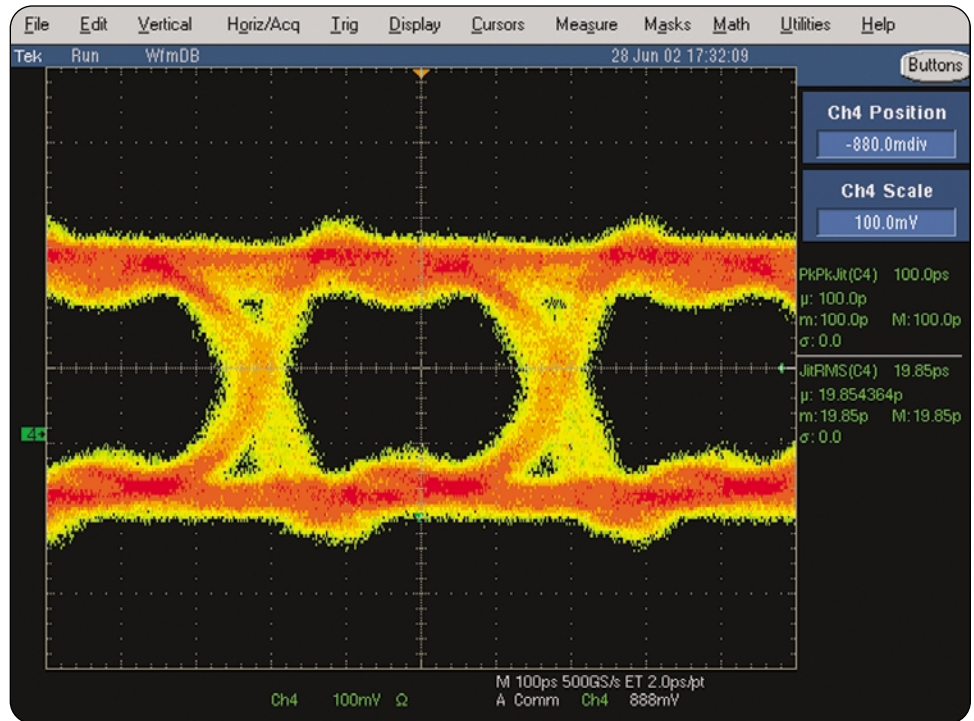 File Edit Vertical Horiz/Acq Trig Display Cursors Measure Masks Math Utilities Help
Tek Run WfmDB 28 Jun 02 17:32:09
Buttons
Ch4 Position
-880.0mdiv
Ch4 Scale
100.0mV
PkPkJit(C4) 100.0ps
µ: 100.0p
m: 100.0p M: 100.0p
σ: 0.0
JitRMS(C4) 19.85ps
µ: 19.854364p
m: 19.85p M: 19.85p
σ: 0.0
4
M 100ps 500GS/s ET 2.0ps/pt
Ch4 100mV Ω A Comm Ch4 888mV